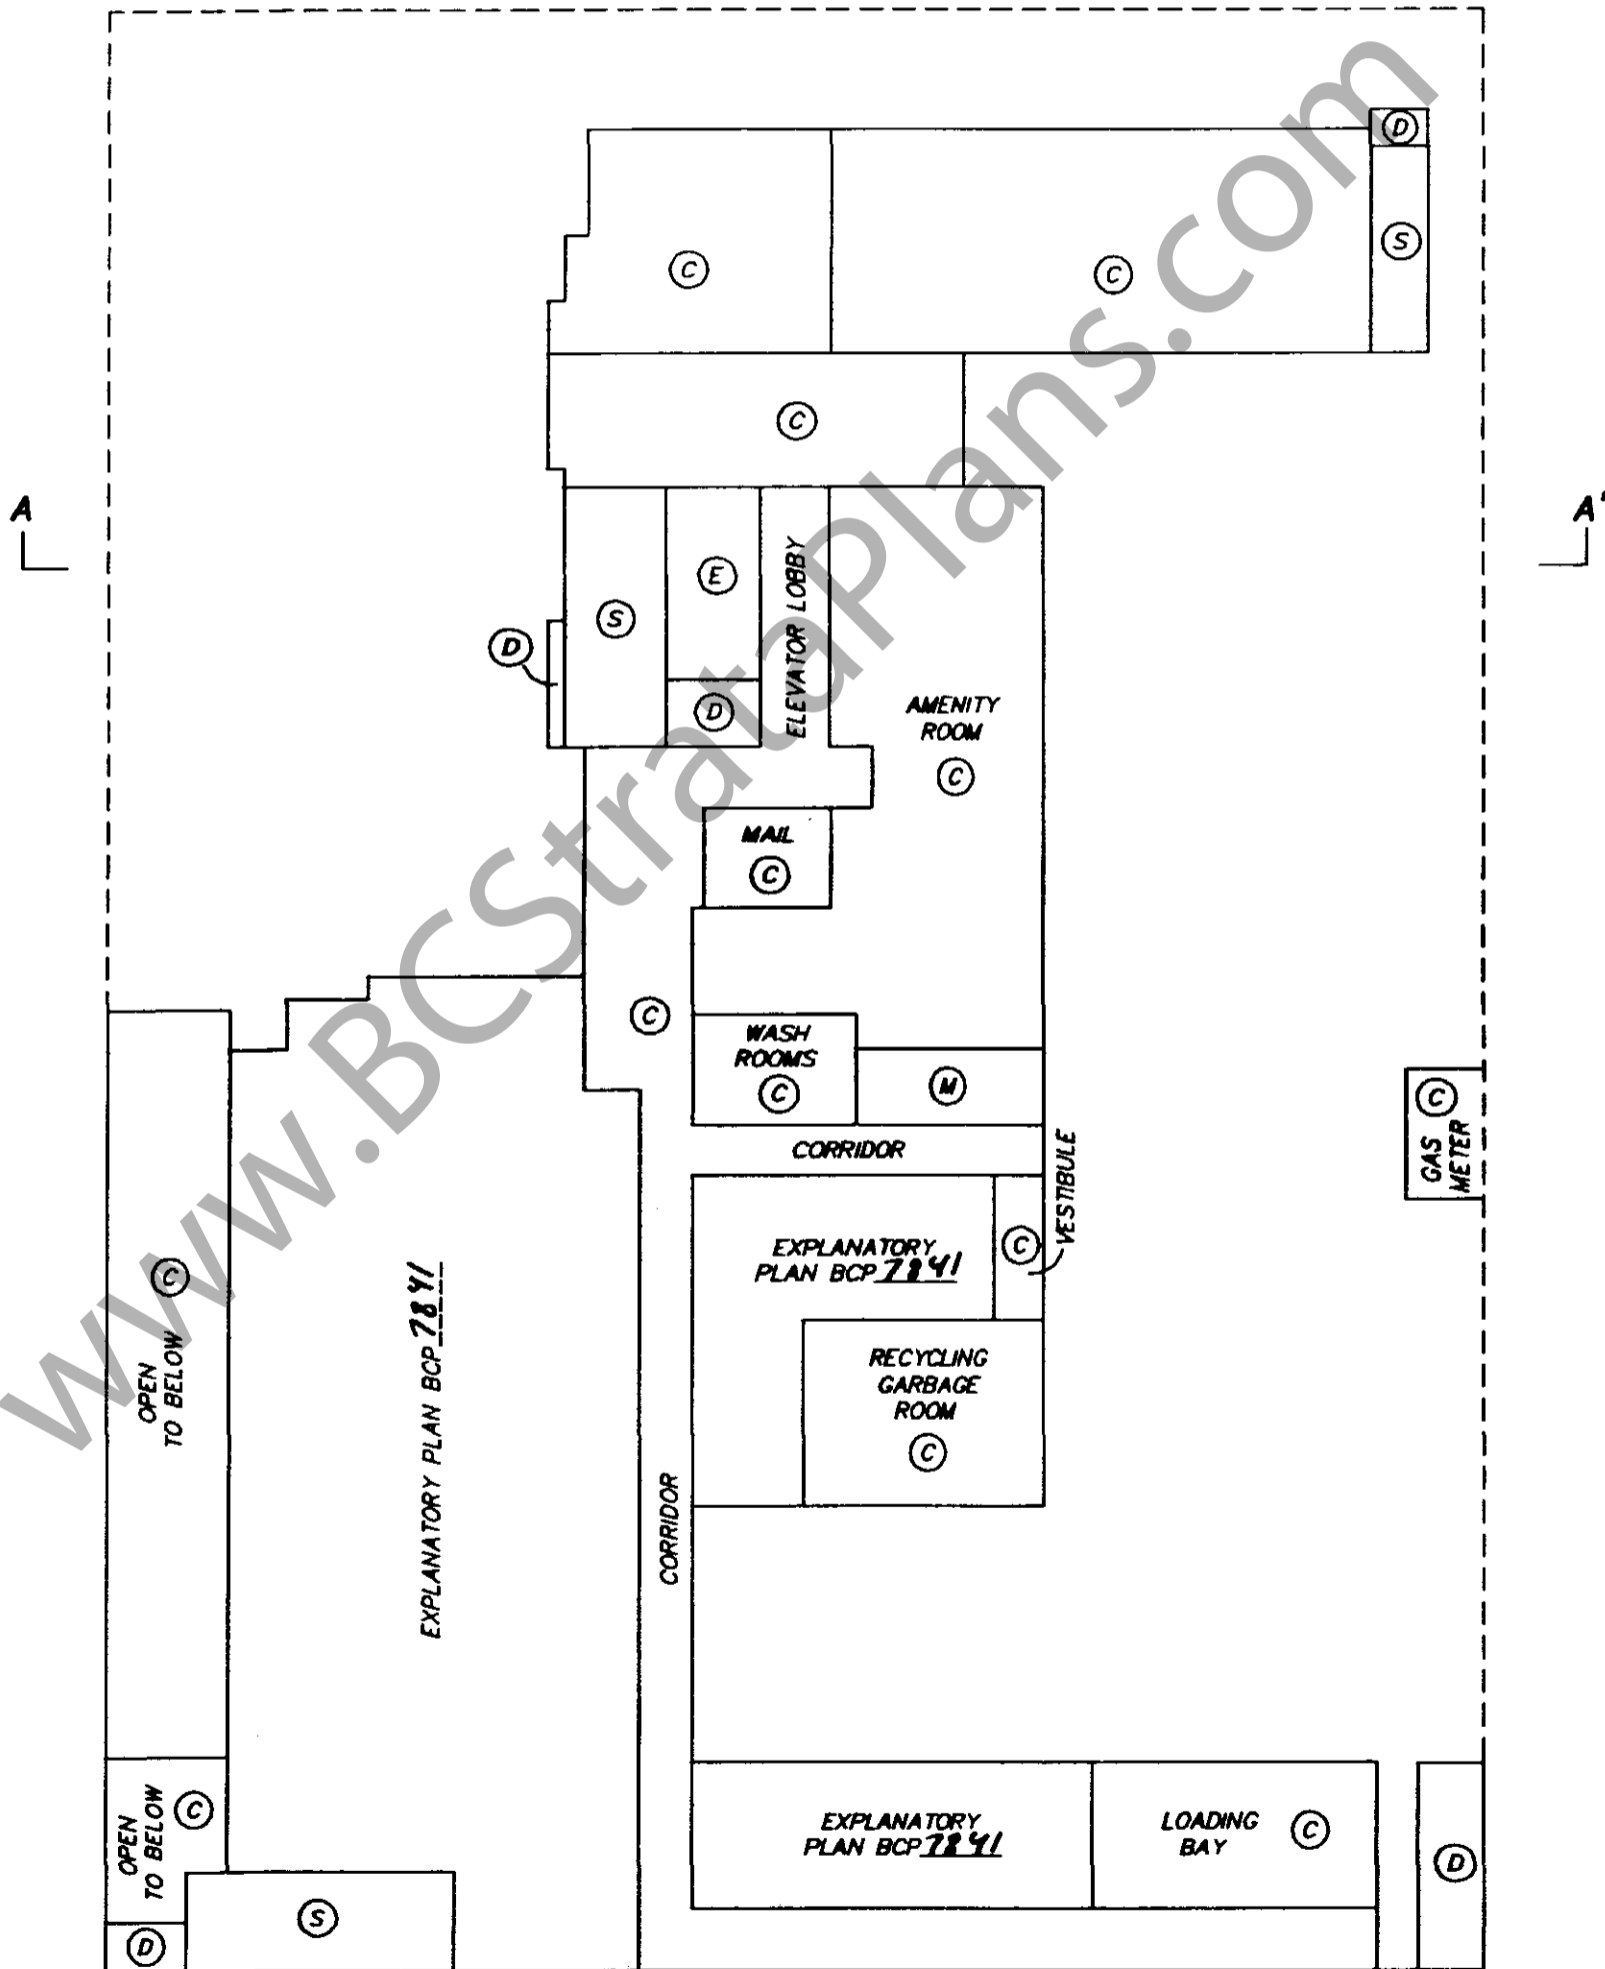 D
S
C
C
C
A
A'
E
S
D
D
ELEVATOR LOBBY
AMENITY
ROOM
C
MAIL
C
C
WASH
ROOMS
C
M
C
GAS
METER
CORRIDOR
VESTIBULE
C
EXPLANATORY
PLAN BCP 7841
C
OPEN
TO BELOW
EXPLANATORY PLAN BCP 7841
RECYCLING
GARBAGE
ROOM
C
CORRIDOR
OPEN
TO BELOW
C
EXPLANATORY
PLAN BCP 7841
LOADING
BAY
C
D
S
D
www.BCStrataPlans.com